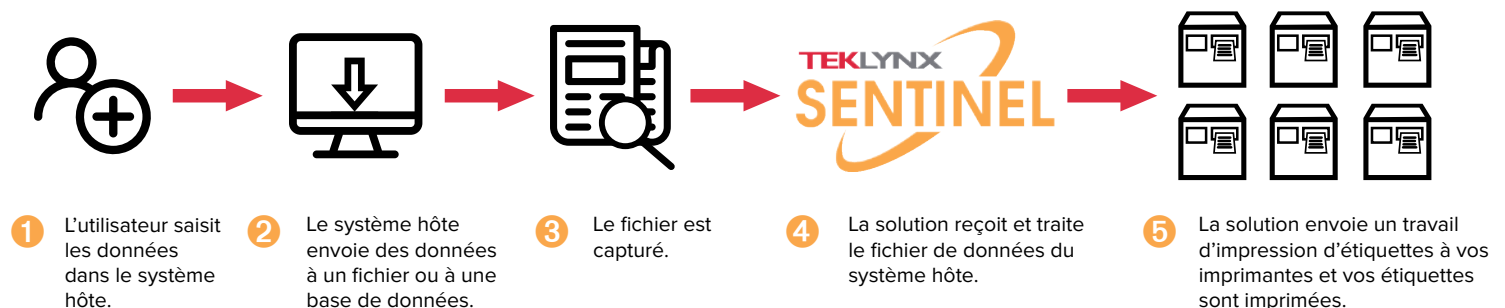 TEKLYNX
SENTINEL
1
L’utilisateur saisit
les données
dans le système
hôte.
2
Le système hôte
envoie des données
à un fichier ou à une
base de données.
3
Le fichier est
capturé.
4
La solution reçoit et traite
le fichier de données du
système hôte.
5
La solution envoie un travail
d’impression d’étiquettes à vos
imprimantes et vos étiquettes
sont imprimées.